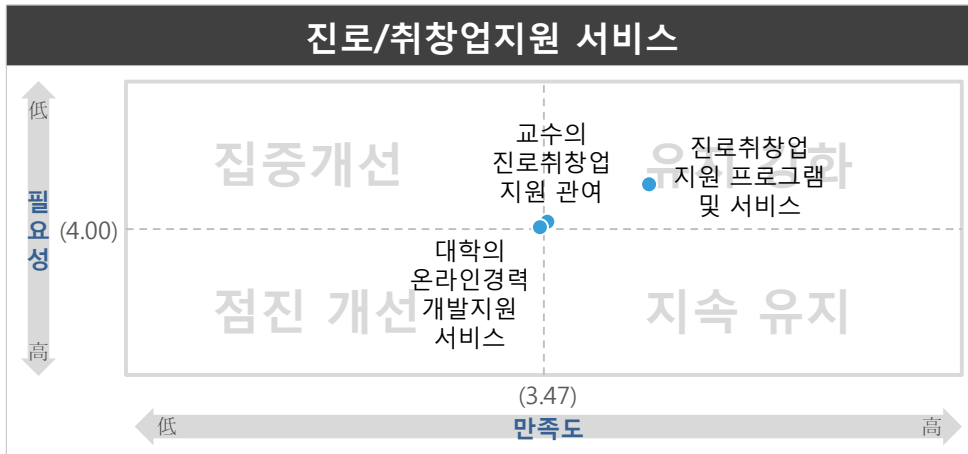 진로/취창업지원 서비스
低
필요성
高
(4.00)
집중개선
유지 강화
점진 개선
지속 유지
교수의
진로취창업
지원 관여
진로취창업
지원 프로그램
및 서비스
대학의
온라인경력
개발지원
서비스
(3.47)
低
만족도
高